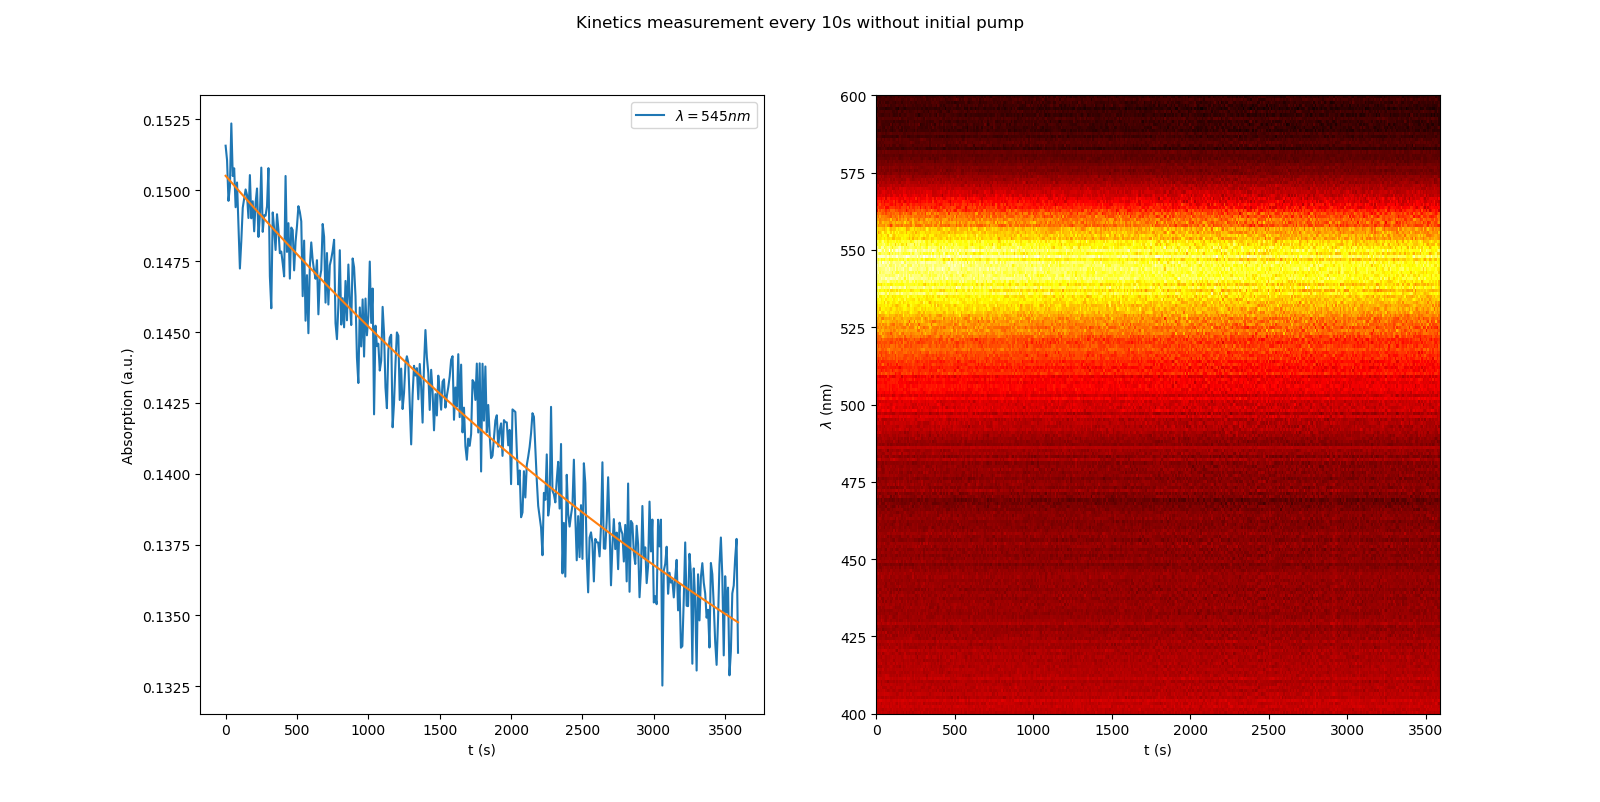 Kinetics measurement every 10s without initial pump
λ = 545nm
0.1525
0.1500
0.1475
0.1450
0.1425
0.1400
0.1375
0.1350
0.1325
Absorption (a.u.)
0 500 1000 1500 2000 2500 3000 3500
t (s)
600
575
550
525
500
475
450
425
400
λ (nm)
0 500 1000 1500 2000 2500 3000 3500
t (s)